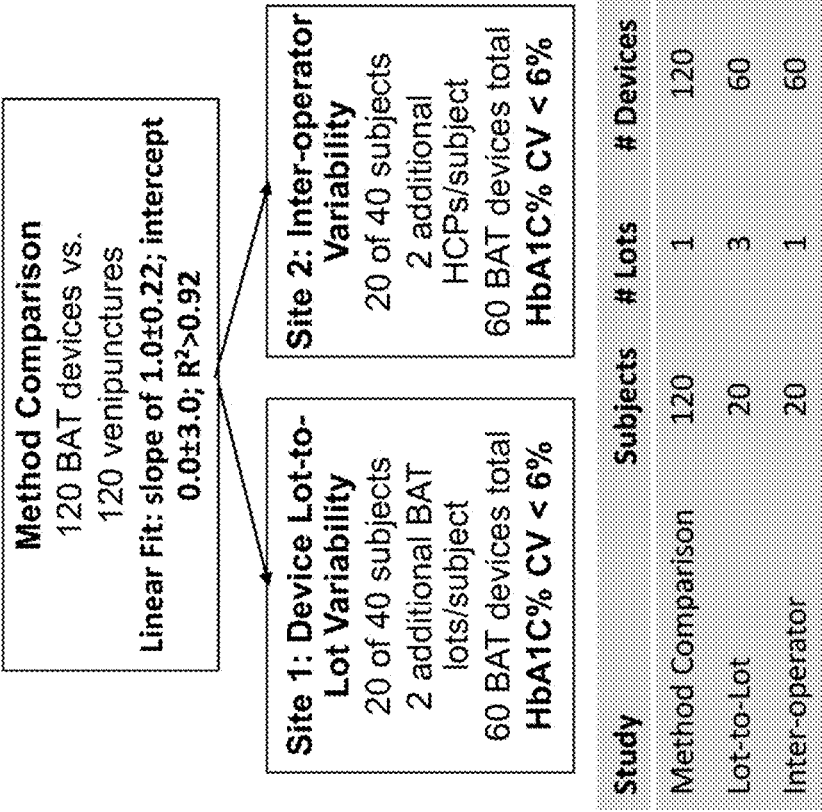 Method Comparison
120 BAT devices vs.
120 venipunctures
Linear Fit: slope of 1.0±0.22; intercept
0.0±3.0; R²>0.92
Site 1: Device Lot-to-
Lot Variability
20 of 40 subjects
2 additional BAT
lots/subject
60 BAT devices total
HbA1C% CV < 6%
Site 2: Inter-operator
Variability
20 of 40 subjects
2 additional
HCPs/subject
60 BAT devices total
HbA1C% CV < 6%
Study Subjects # Lots # Devices
Method Comparison 120 1 120
Lot-to-Lot 20 3 60
Inter-operator 20 1 60